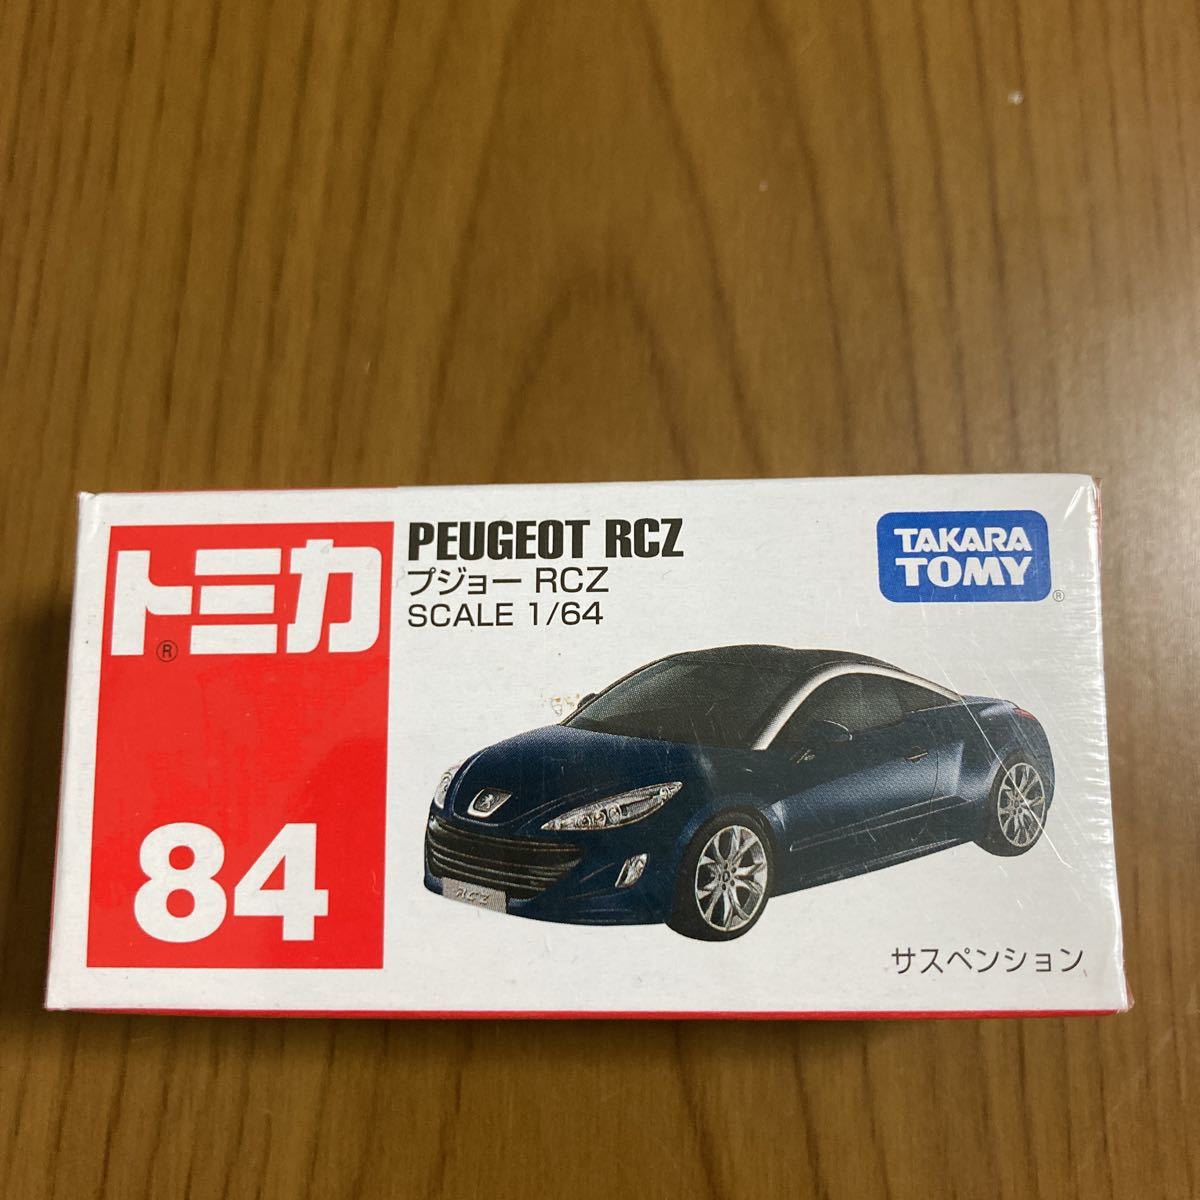 トミカ®
84
PEUGEOT RCZ
プジョー RCZ
SCALE 1/64
TAKARA
TOMY®
RCZ
サスペンション